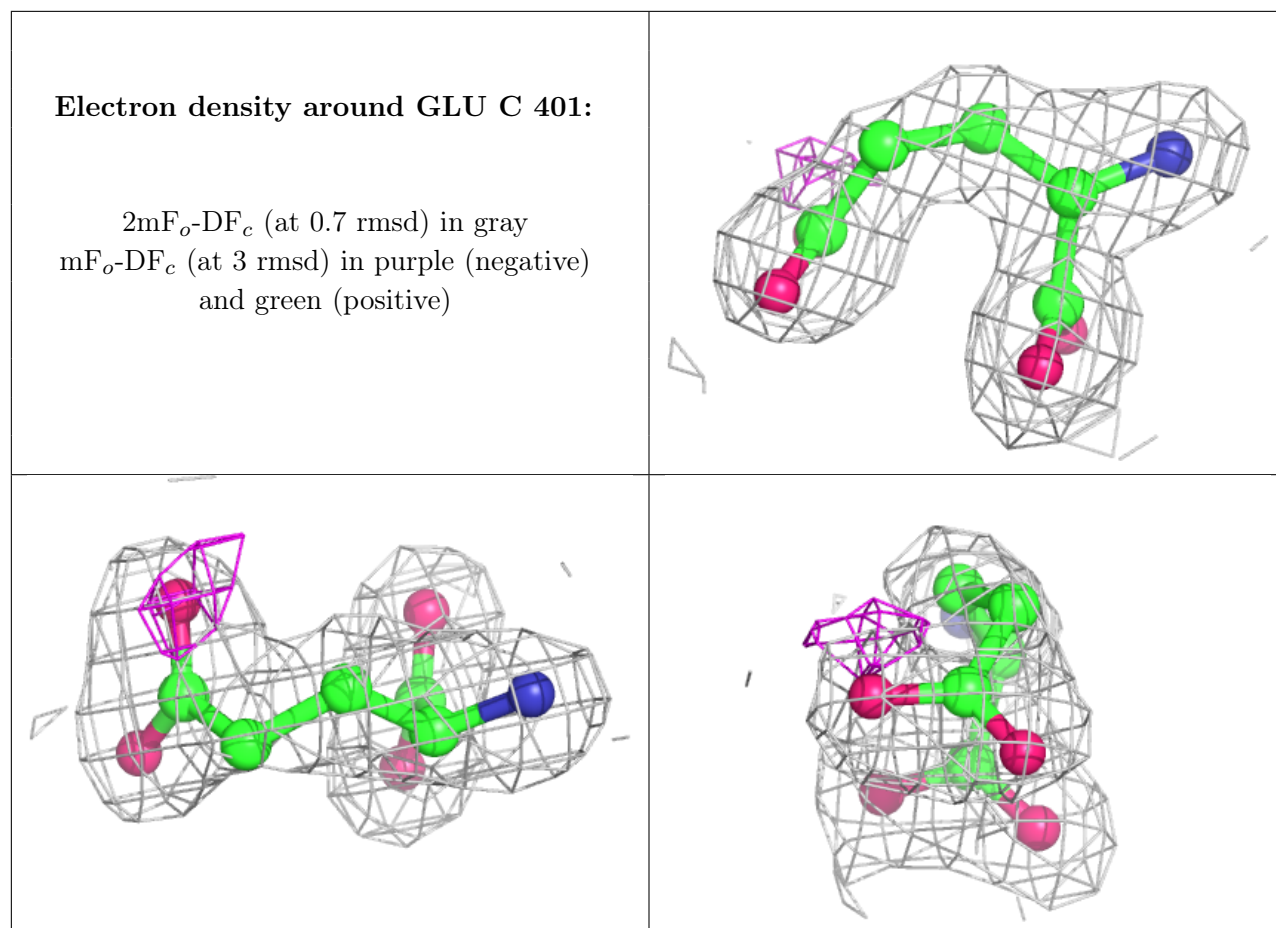 Electron density around GLU C 401:
2mFo-DFc (at 0.7 rmsd) in gray
mFo-DFc (at 3 rmsd) in purple (negative)
and green (positive)